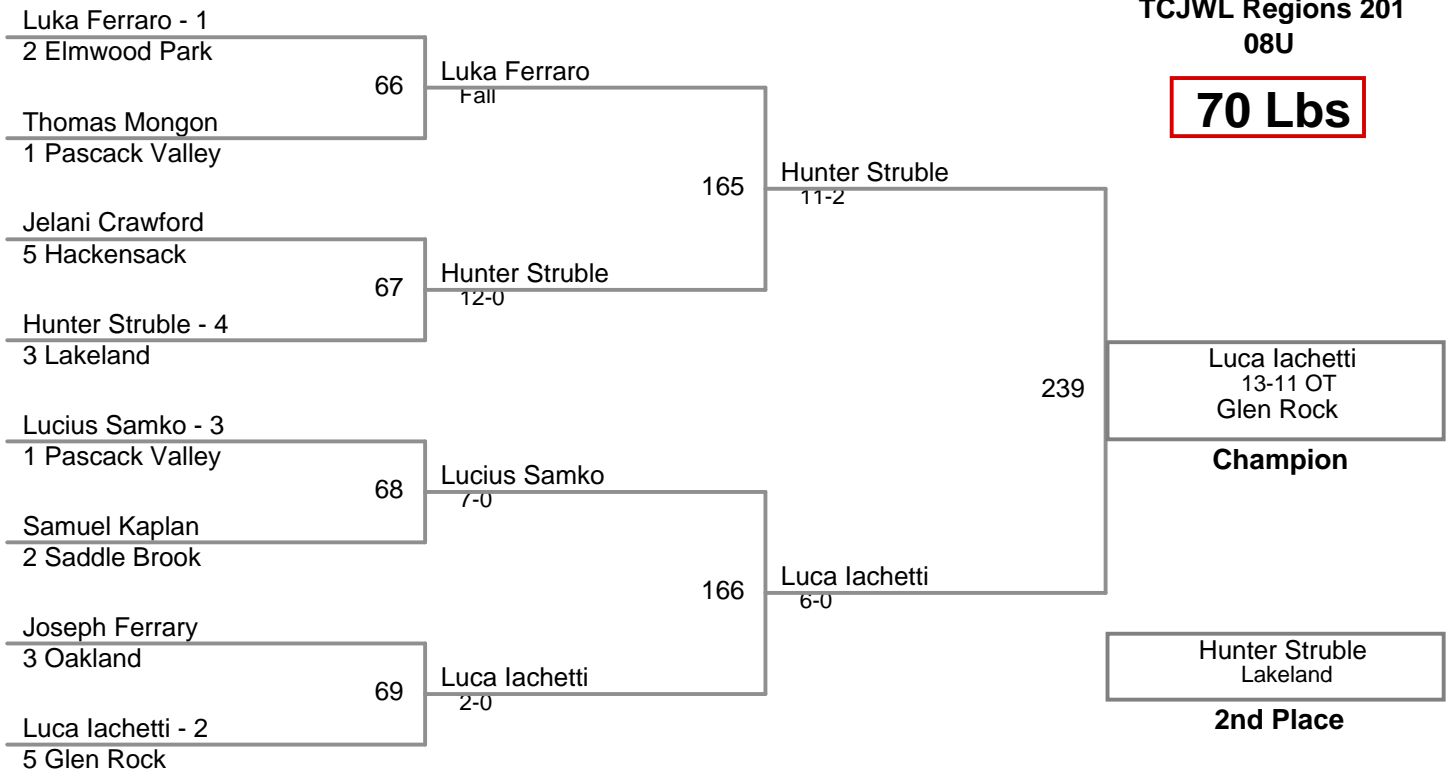 TCJWL Regions 201
08U
70 Lbs
Luka Ferraro - 1
2 Elmwood Park
66
Thomas Mongon
1 Pascack Valley
Luka Ferraro
Fall
Jelani Crawford
5 Hackensack
67
Hunter Struble - 4
3 Lakeland
Hunter Struble
12-0
165
Hunter Struble
11-2
Lucius Samko - 3
1 Pascack Valley
68
Samuel Kaplan
2 Saddle Brook
Lucius Samko
7-0
Joseph Ferrary
3 Oakland
69
Luca Iachetti - 2
5 Glen Rock
Luca Iachetti
2-0
166
Luca Iachetti
6-0
239
Luca Iachetti
13-11 OT
Glen Rock
Champion
Hunter Struble
Lakeland
2nd Place